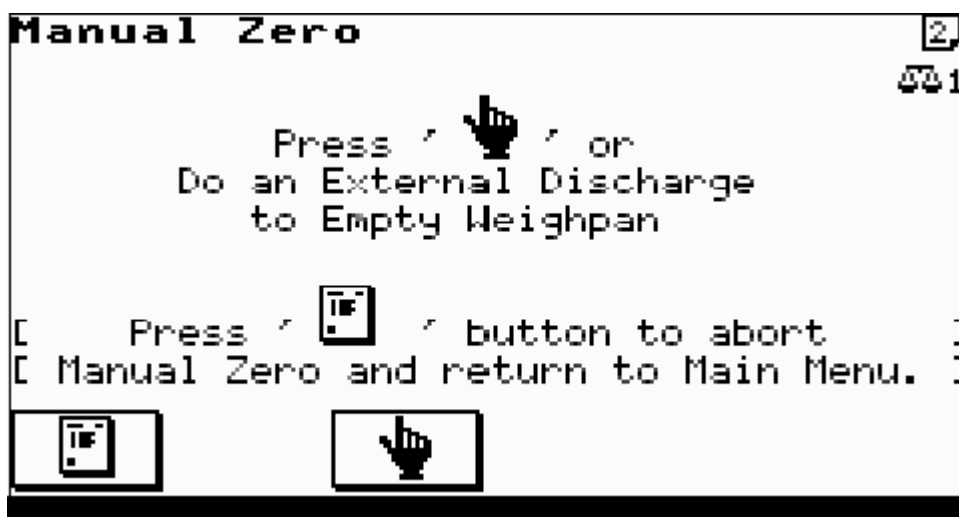 Manual Zero
2
1
Press ' ' or
Do an External Discharge
to Empty Weighpan
[ Press ' ' button to abort ]
[ Manual Zero and return to Main Menu. ]